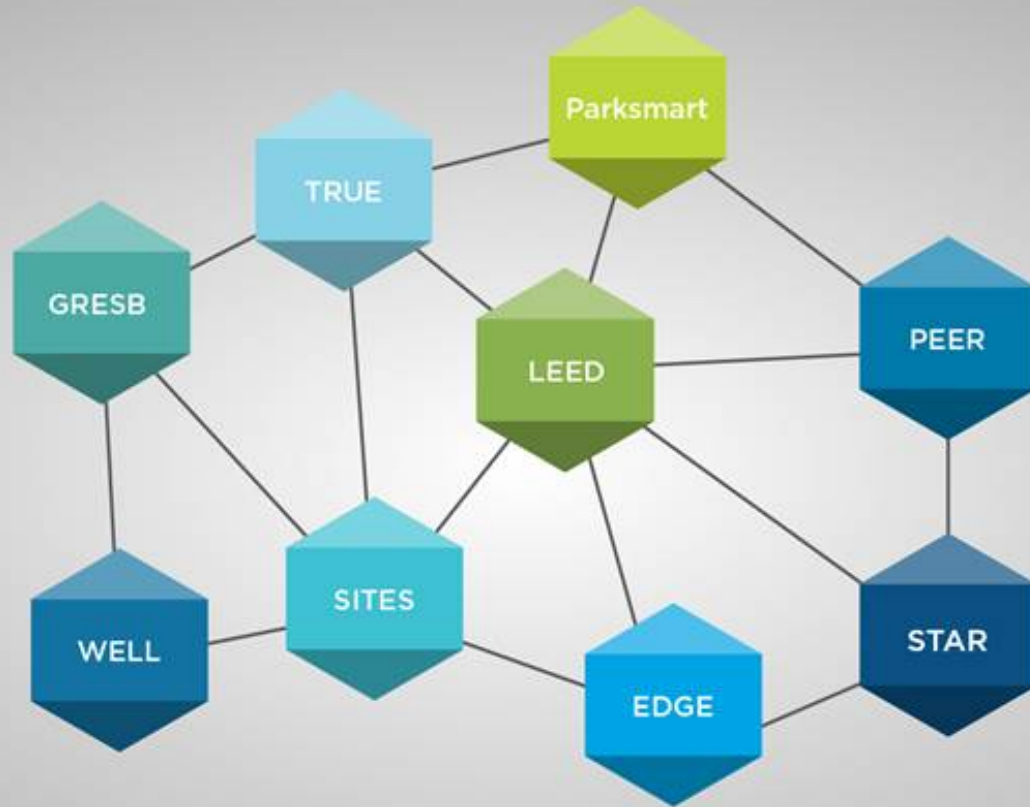 Parksmart
TRUE
GRESB
LEED
PEER
SITES
WELL
STAR
EDGE